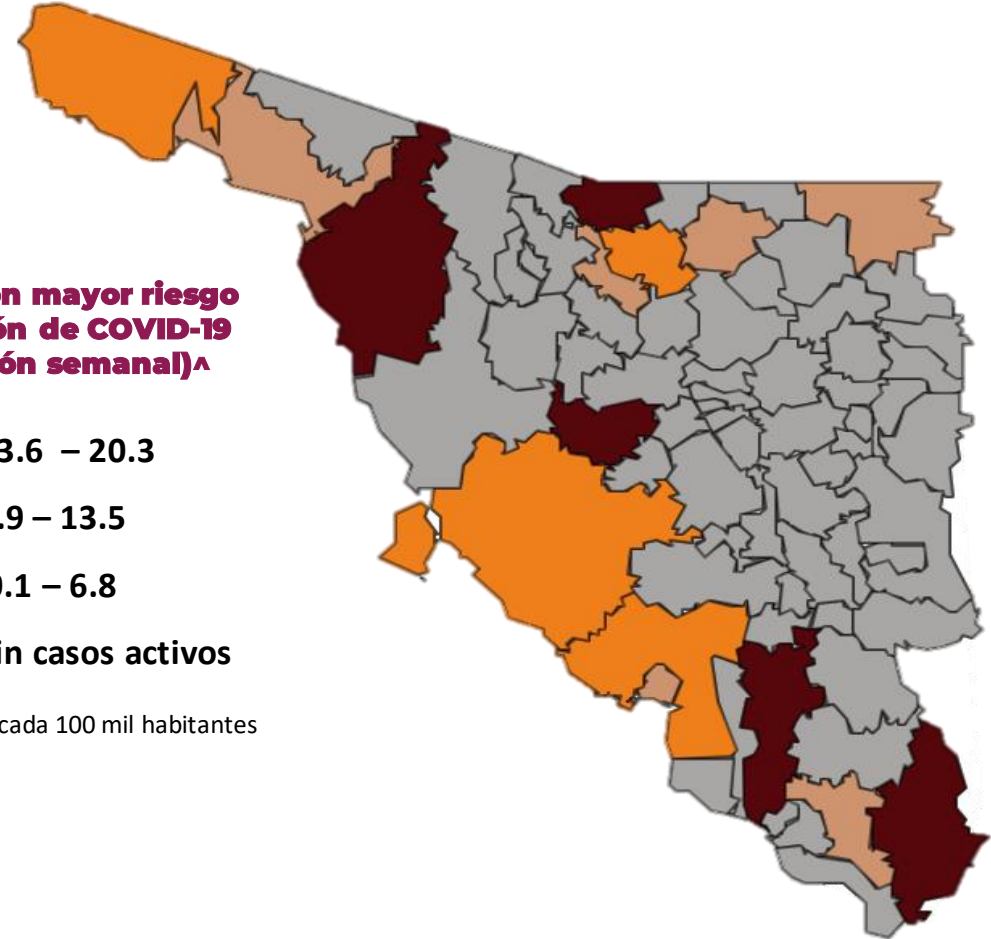 n mayor riesgo
ón de COVID-19
ón semanal)^
3.6 – 20.3
.9 – 13.5
0.1 – 6.8
in casos activos
cada 100 mil habitantes